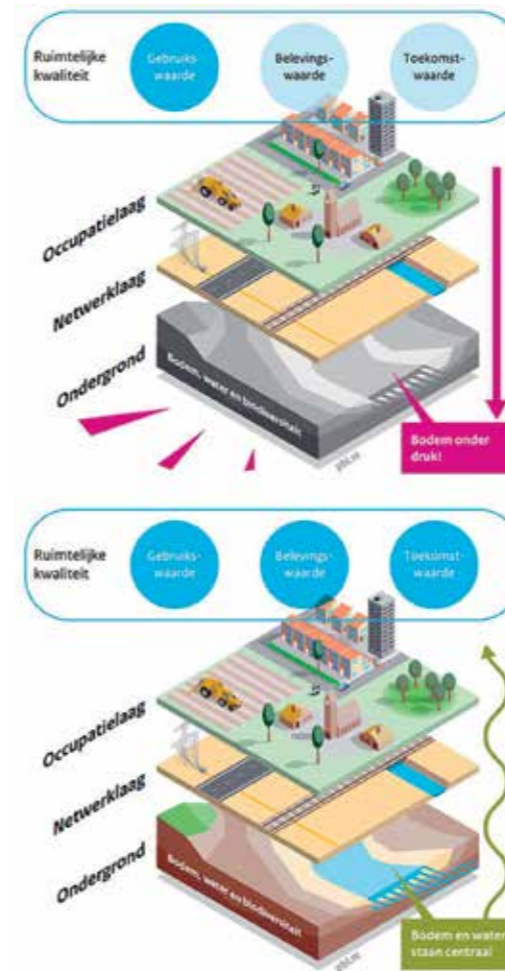 Ruimtelijke
kwaliteit
Gebruiks-
waarde
Belevings-
waarde
Toekomst-
waarde
Occupatielaag
Netwerklaag
Ondergrond
Bodem, water en biodiversiteit
Bodem onder
druk!
pbl.nl
Ruimtelijke
kwaliteit
Gebruiks-
waarde
Belevings-
waarde
Toekomst-
waarde
Occupatielaag
Netwerklaag
Ondergrond
Bodem, water en biodiversiteit
Bodem en water
staan centraal
pbl.nl